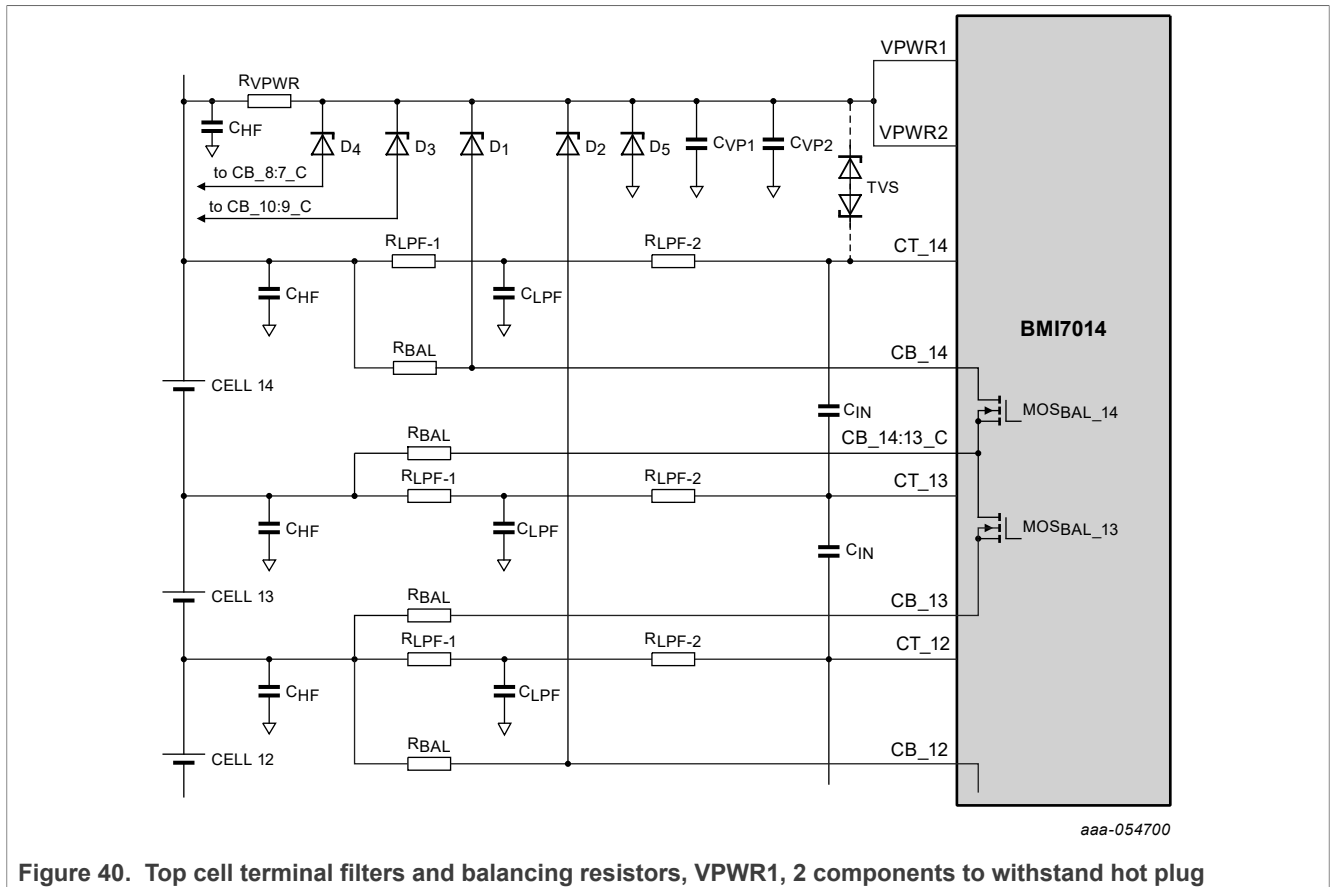 VPWR1
RVPWR
CHF
D4
D3
D1
D2
D5
CVP1
CVP2
VPWR2
TVS
to CB_8:7_C
to CB_10:9_C
RLPF-1
RLPF-2
CT_14
CHF
CLPF
BMI7014
RBAL
CB_14
CELL 14
CIN
MOSBAL_14
RBAL
CB_14:13_C
RLPF-1
RLPF-2
CT_13
CHF
CLPF
MOSBAL_13
CIN
CELL 13
RBAL
CB_13
RLPF-1
RLPF-2
CT_12
CHF
CLPF
CELL 12
RBAL
CB_12
aaa-054700
Figure 40. Top cell terminal filters and balancing resistors, VPWR1, 2 components to withstand hot plug